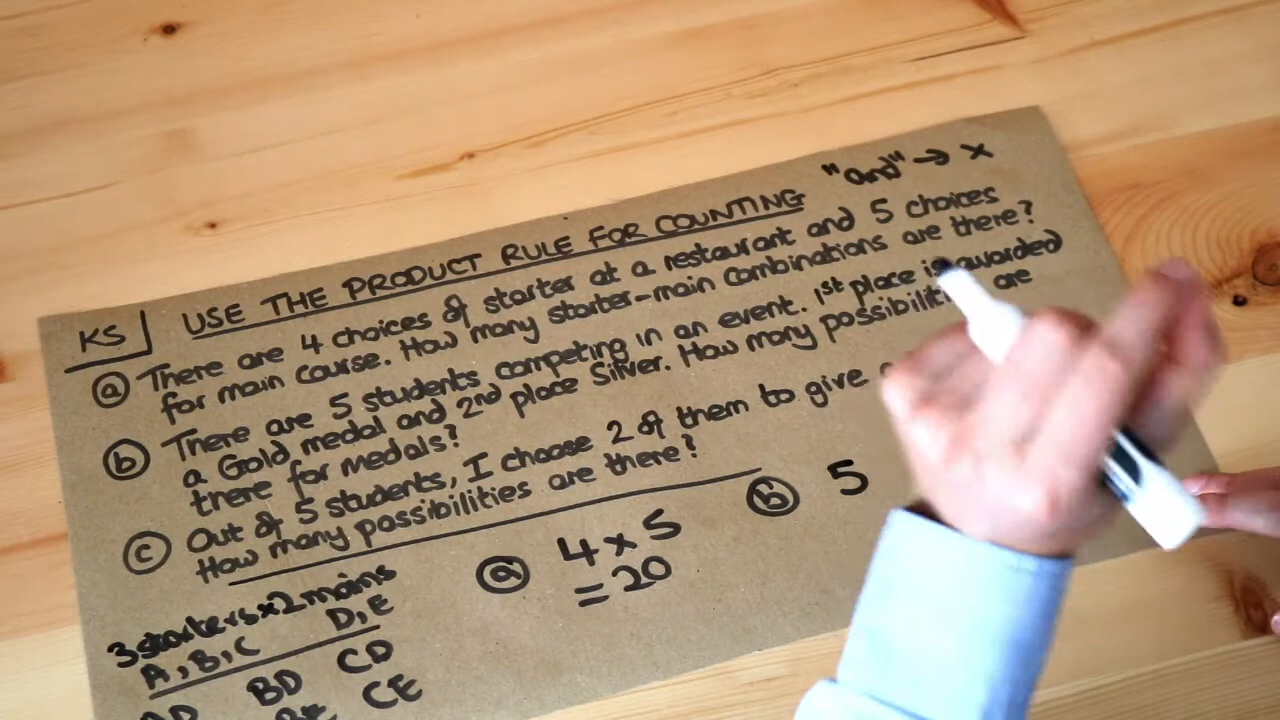 "and" → ×
USE THE PRODUCT RULE FOR COUNTING
KS
a There are 4 choices of starter at a restaurant and 5 choices
for main course. How many starter-main combinations are there?
b There are 5 students competing in an event. 1st place is awarded
a Gold medal and 2nd place Silver. How many possibilities are
there for medals?
c Out of 5 students, I choose 2 of them to give
How many possibilities are there?
3 starters × 2 mains
A, B, C D, E
BD CD
CE
a 4 × 5
= 20
b 5